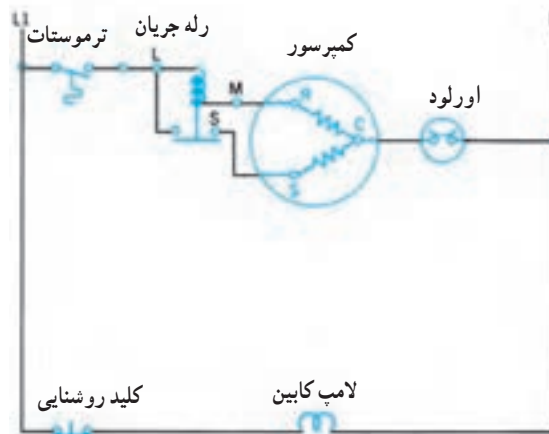 L1
ترموستات
رله جریان
کمپرسور
اورلود
L
M
S
R
C
S
کلید روشنایی
لامپ کابین